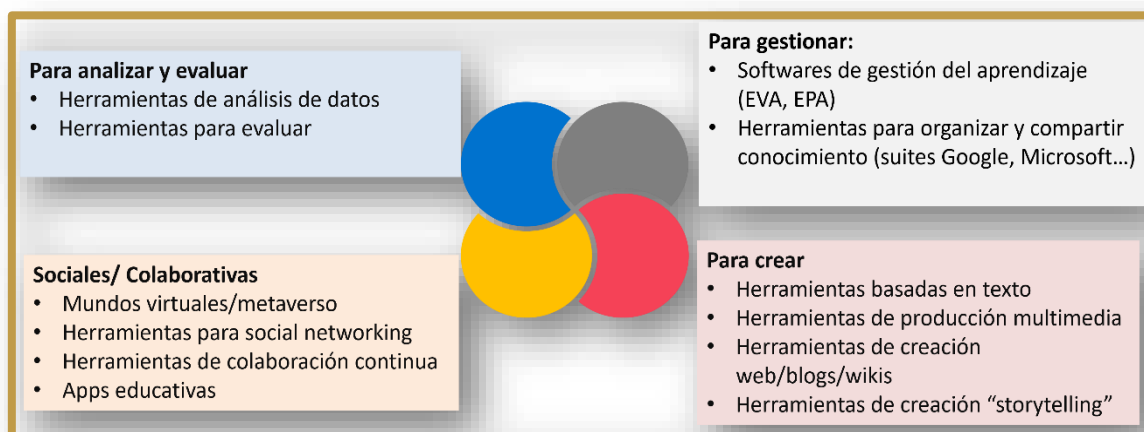 Para analizar y evaluar
• Herramientas de análisis de datos
• Herramientas para evaluar
Para gestionar:
• Softwares de gestión del aprendizaje
(EVA, EPA)
• Herramientas para organizar y compartir
conocimiento (suites Google, Microsoft…)
Sociales/ Colaborativas
• Mundos virtuales/metaverso
• Herramientas para social networking
• Herramientas de colaboración continua
• Apps educativas
Para crear
• Herramientas basadas en texto
• Herramientas de producción multimedia
• Herramientas de creación
web/blogs/wikis
• Herramientas de creación “storytelling”